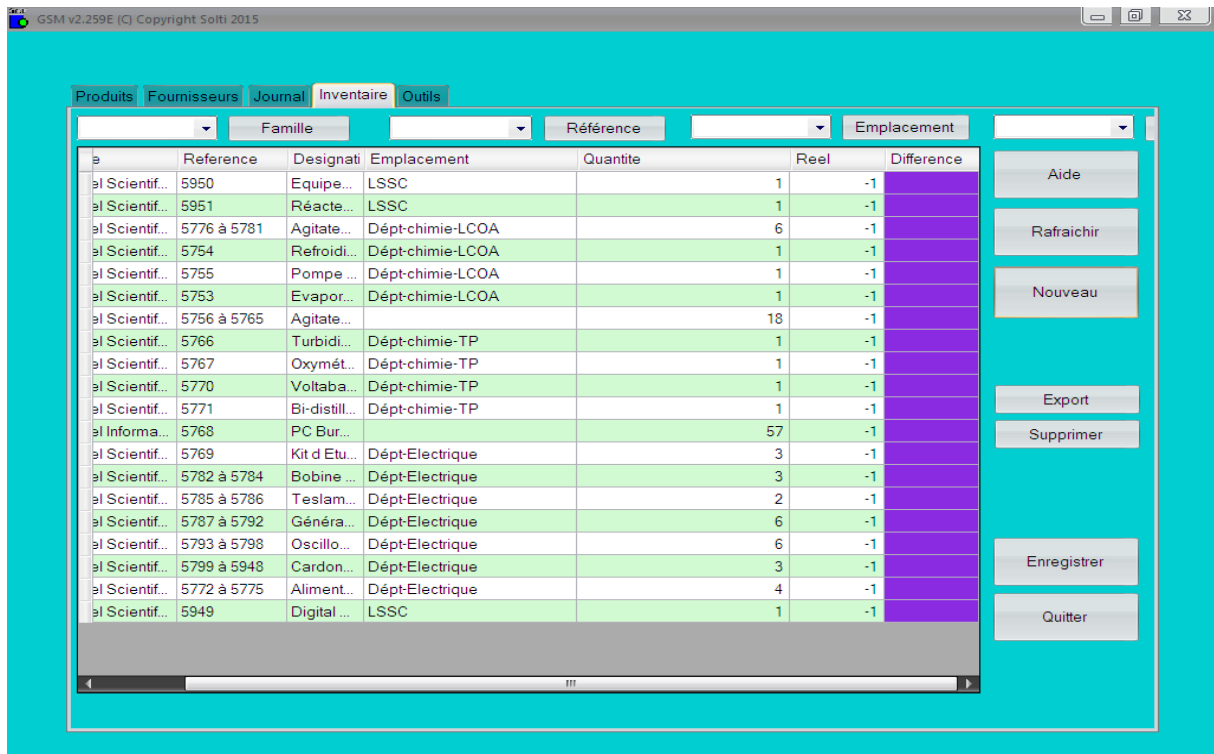 GSM v2.259E (C) Copyright Solti 2015
Produits Fournisseurs Journal Inventaire Outils
Famille Référence Emplacement
e Reference Designati Emplacement Quantite Reel Difference
el Scientif... 5950 Equipe... LSSC 1 -1
el Scientif... 5951 Réacte... LSSC 1 -1
el Scientif... 5776 à 5781 Agitate... Dépt-chimie-LCOA 6 -1
el Scientif... 5754 Refroidi... Dépt-chimie-LCOA 1 -1
el Scientif... 5755 Pompe ... Dépt-chimie-LCOA 1 -1
el Scientif... 5753 Evapor... Dépt-chimie-LCOA 1 -1
el Scientif... 5756 à 5765 Agitate... 18 -1
el Scientif... 5766 Turbidi... Dépt-chimie-TP 1 -1
el Scientif... 5767 Oxymét... Dépt-chimie-TP 1 -1
el Scientif... 5770 Voltaba... Dépt-chimie-TP 1 -1
el Scientif... 5771 Bi-distill... Dépt-chimie-TP 1 -1
el Informa... 5768 PC Bur... 57 -1
el Scientif... 5769 Kit d Etu... Dépt-Electrique 3 -1
el Scientif... 5782 à 5784 Bobine ... Dépt-Electrique 3 -1
el Scientif... 5785 à 5786 Teslam... Dépt-Electrique 2 -1
el Scientif... 5787 à 5792 Généra... Dépt-Electrique 6 -1
el Scientif... 5793 à 5798 Oscillo... Dépt-Electrique 6 -1
el Scientif... 5799 à 5948 Cardon... Dépt-Electrique 3 -1
el Scientif... 5772 à 5775 Aliment... Dépt-Electrique 4 -1
el Scientif... 5949 Digital ... LSSC 1 -1
Aide
Rafraichir
Nouveau
Export
Supprimer
Enregistrer
Quitter